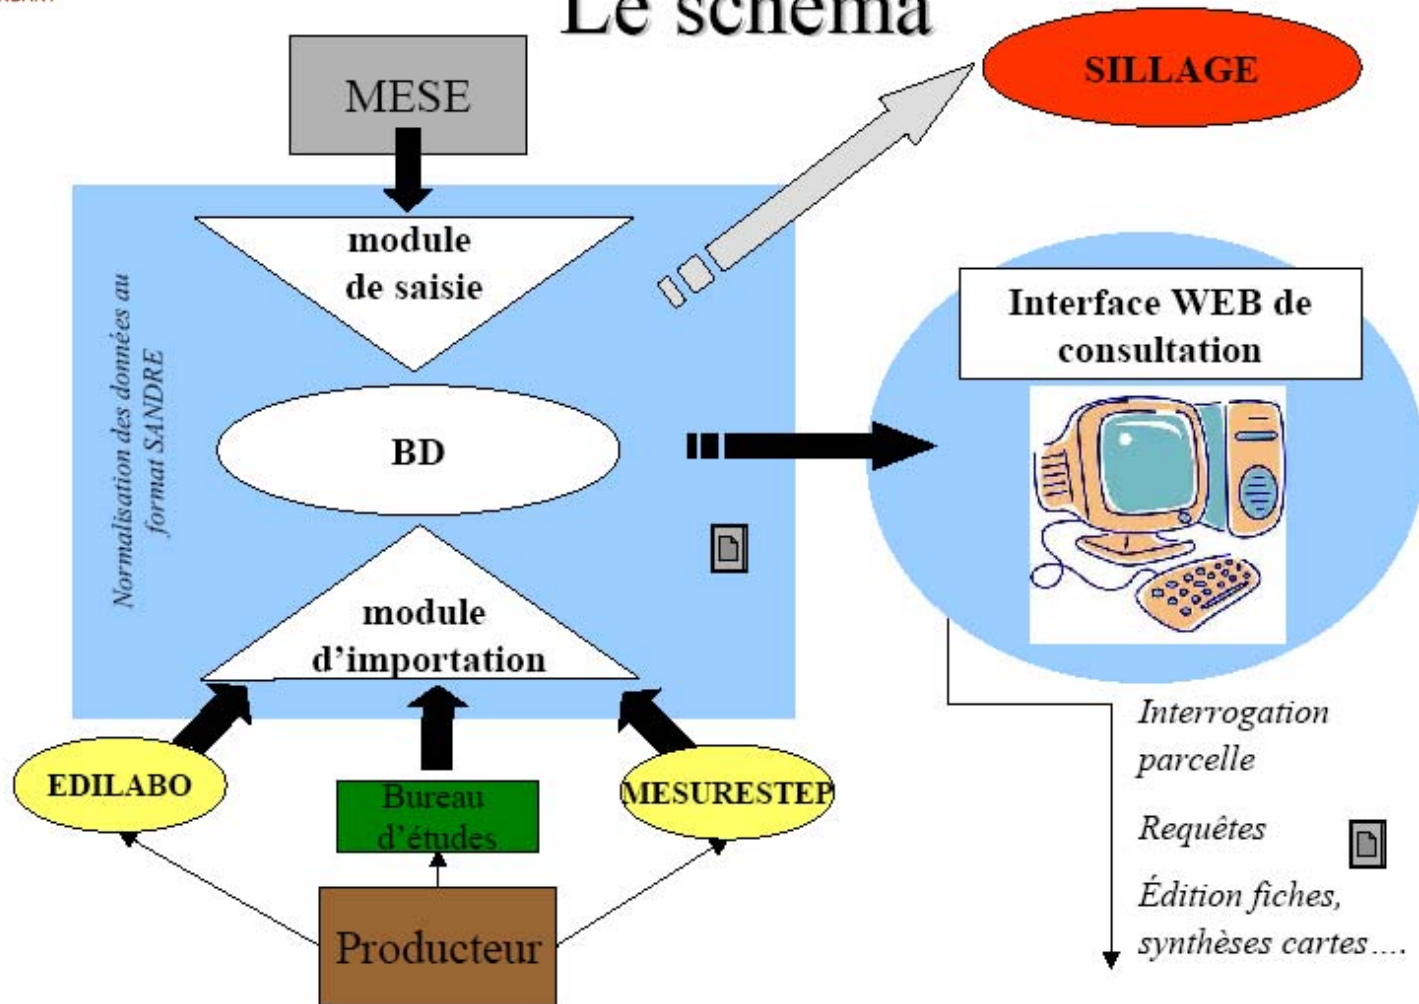 Le schéma
MESE
SILLAGE
module
de saisie
Normalisation des données au
format SANDRE
BD
Interface WEB de
consultation
module
d’importation
EDILABO
Bureau
d’études
MESURESTEP
Producteur
Interrogation
parcelle
Requêtes
Édition fiches,
synthèses cartes….